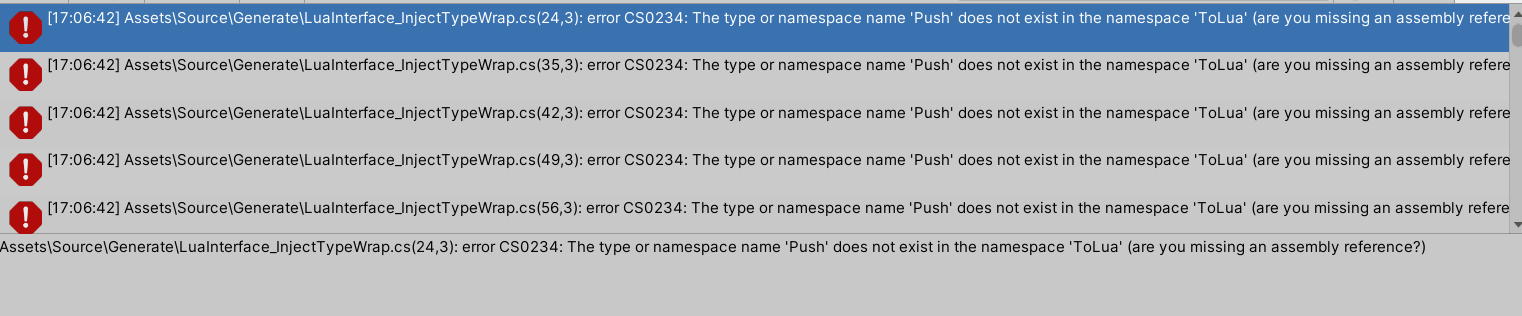 [17:06:42] Assets\Source\Generate\LuaInterface_InjectTypeWrap.cs(24,3): error CS0234: The type or namespace name 'Push' does not exist in the namespace 'ToLua' (are you missing an assembly refere
[17:06:42] Assets\Source\Generate\LuaInterface_InjectTypeWrap.cs(35,3): error CS0234: The type or namespace name 'Push' does not exist in the namespace 'ToLua' (are you missing an assembly refere
[17:06:42] Assets\Source\Generate\LuaInterface_InjectTypeWrap.cs(42,3): error CS0234: The type or namespace name 'Push' does not exist in the namespace 'ToLua' (are you missing an assembly refere
[17:06:42] Assets\Source\Generate\LuaInterface_InjectTypeWrap.cs(49,3): error CS0234: The type or namespace name 'Push' does not exist in the namespace 'ToLua' (are you missing an assembly refere
[17:06:42] Assets\Source\Generate\LuaInterface_InjectTypeWrap.cs(56,3): error CS0234: The type or namespace name 'Push' does not exist in the namespace 'ToLua' (are you missing an assembly refere
Assets\Source\Generate\LuaInterface_InjectTypeWrap.cs(24,3): error CS0234: The type or namespace name 'Push' does not exist in the namespace 'ToLua' (are you missing an assembly reference?)